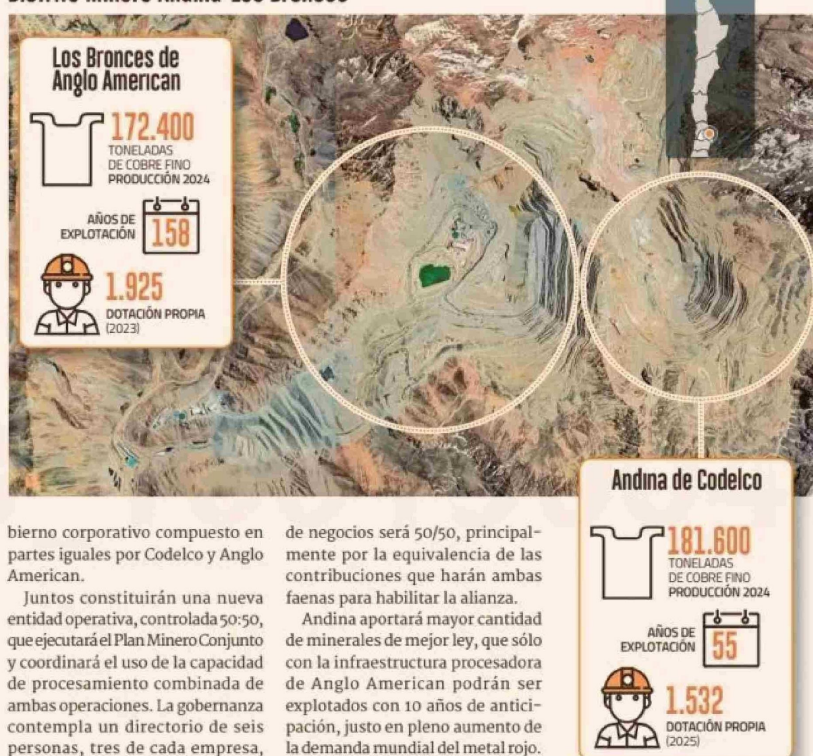 Los Bronces de
Anglo American
172.400
TONELADAS
DE COBRE FINO
PRODUCCIÓN 2024
AÑOS DE
EXPLOTACIÓN
158
1.925
DOTACIÓN PROPIA
(2023)
Andina de Codelco
181.600
TONELADAS
DE COBRE FINO
PRODUCCIÓN 2024
AÑOS DE
EXPLOTACIÓN
55
1.532
DOTACIÓN PROPIA
(2025)
bierno corporativo compuesto en
partes iguales por Codelco y Anglo
American.
Juntos constituirán una nueva
entidad operativa, controlada 50:50,
que ejecutará el Plan Minero Conjunto
y coordinará el uso de la capacidad
de procesamiento combinada de
ambas operaciones. La gobernanza
contempla un directorio de seis
personas, tres de cada empresa,
de negocios será 50/50, principal-
mente por la equivalencia de las
contribuciones que harán ambas
faenas para habilitar la alianza.
Andina aportará mayor cantidad
de minerales de mejor ley, que sólo
con la infraestructura procesadora
de Anglo American podrán ser
explotados con 10 años de antici-
pación, justo en pleno aumento de
la demanda mundial del metal rojo.